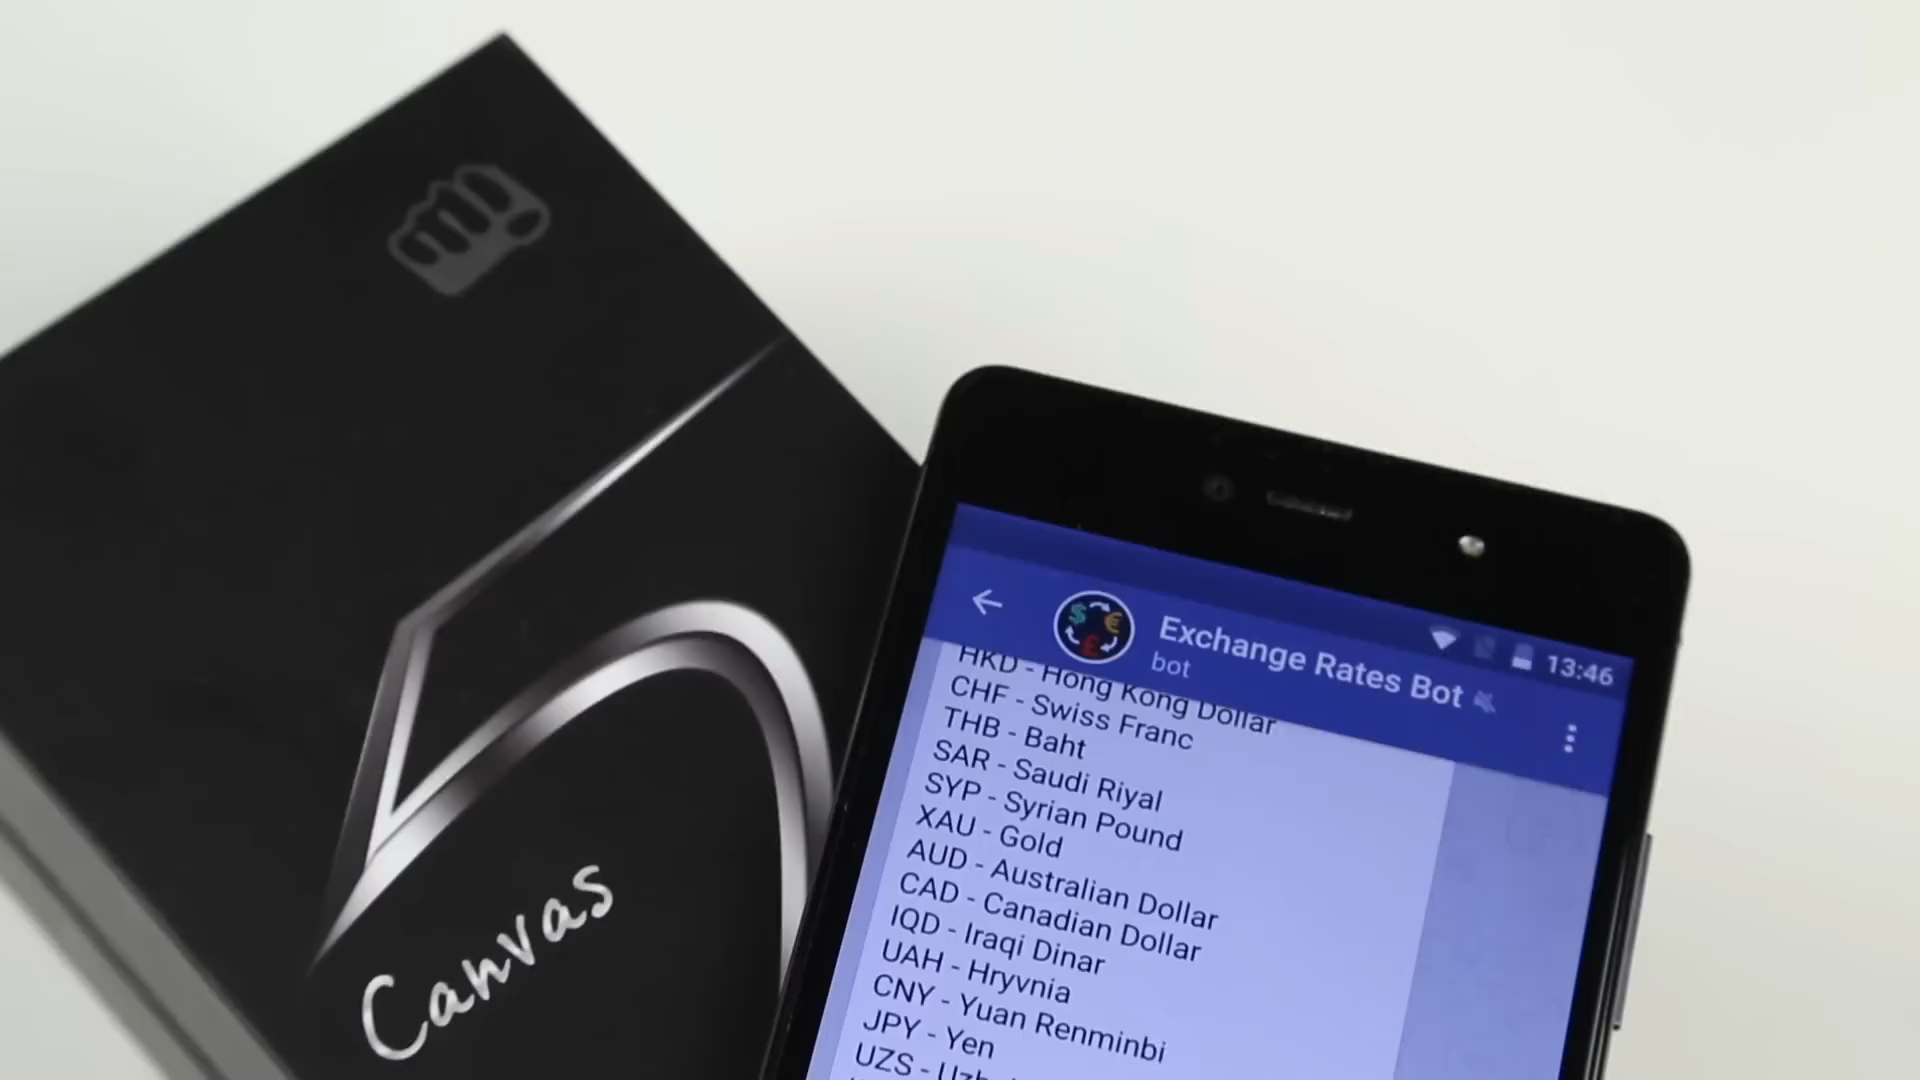 Canvas
5
13:46
Exchange Rates Bot
bot
HKD - Hong Kong Dollar
CHF - Swiss Franc
THB - Baht
SAR - Saudi Riyal
SYP - Syrian Pound
XAU - Gold
AUD - Australian Dollar
CAD - Canadian Dollar
IQD - Iraqi Dinar
UAH - Hryvnia
CNY - Yuan Renminbi
JPY - Yen
UZS -